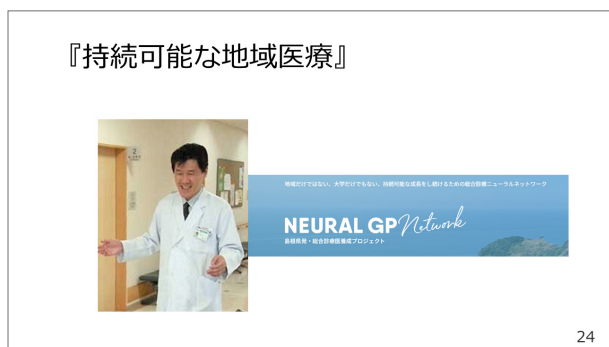 『持続可能な地域医療』
2
地域だけではない、大学だけでもない、持続可能な成長をし続けるための総合診療ニューラルネットワーク
NEURAL GP Network
島根県発・総合診療医養成プロジェクト
24